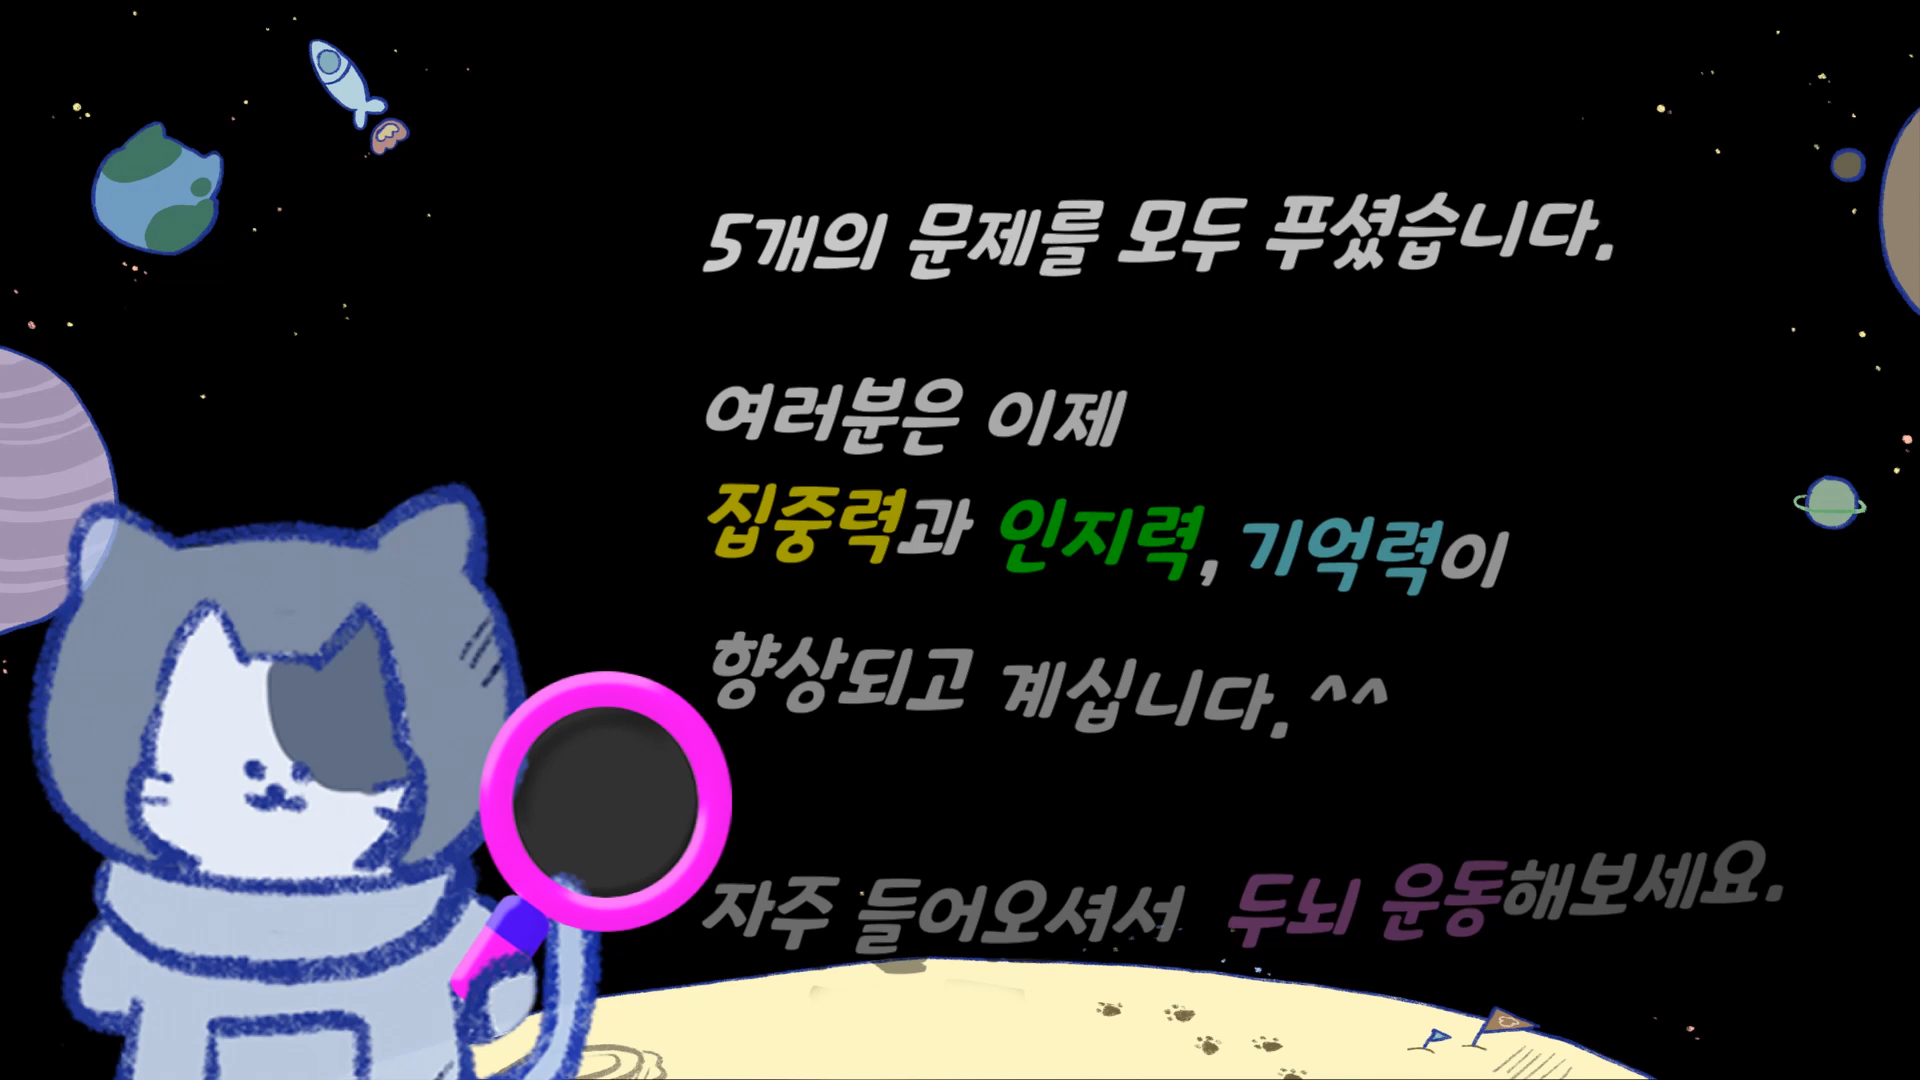 5개의 문제를 모두 푸셨습니다.
여러분은 이제
집중력과 인지력, 기억력이
향상되고 계십니다.^^
자주 들어오셔서 두뇌 운동해보세요.